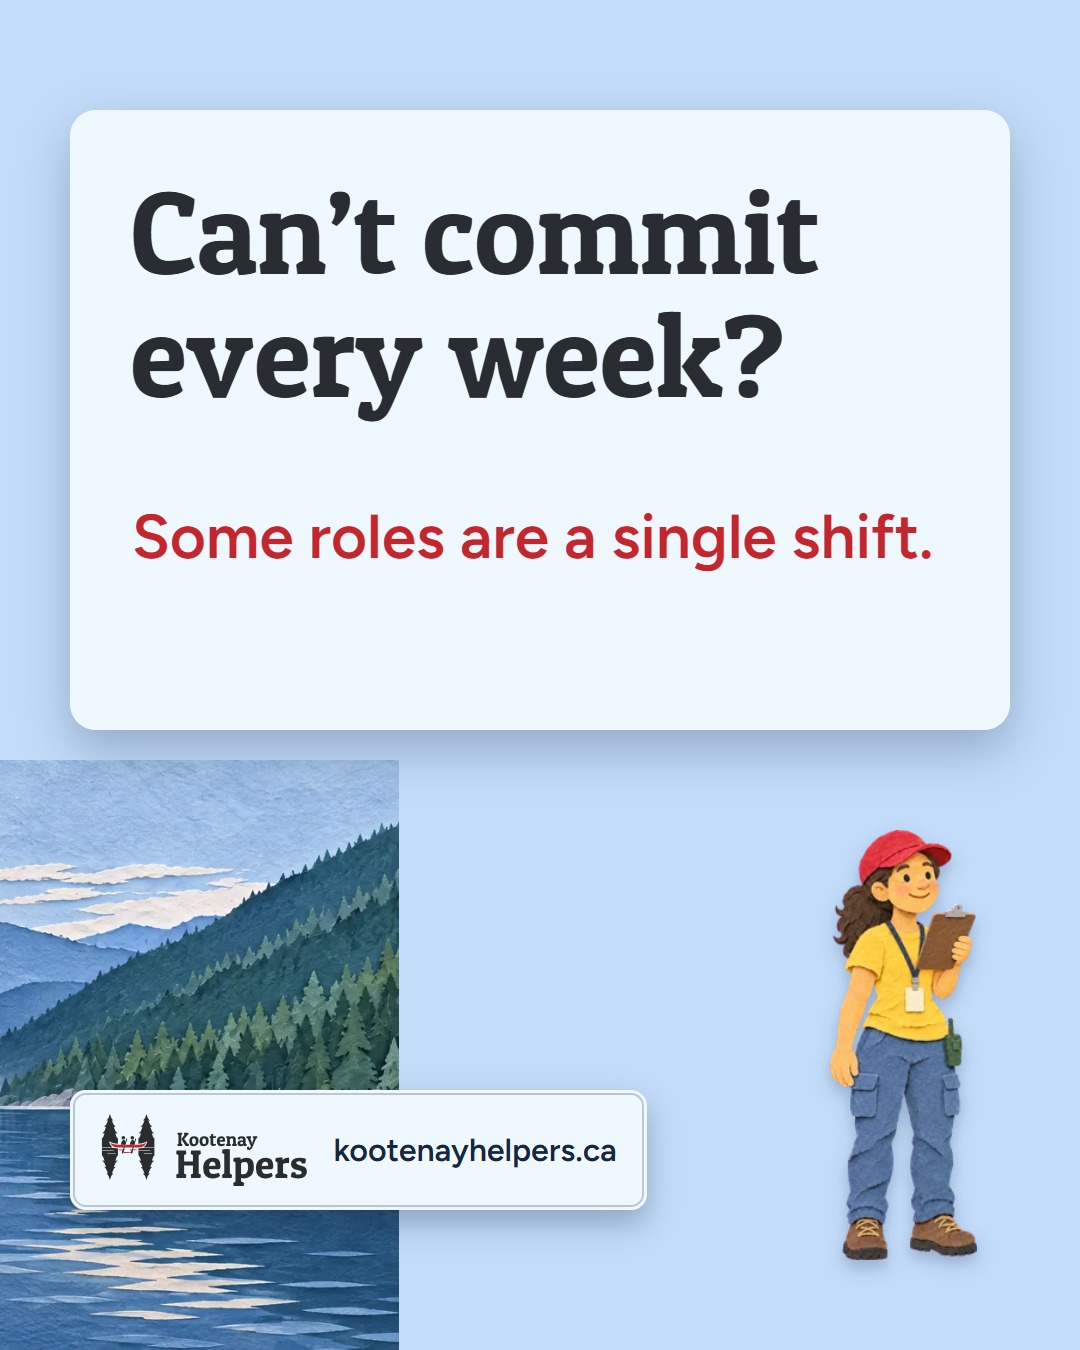 Can’t commit
every week?
Some roles are a single shift.
Kootenay
Helpers
kootenayhelpers.ca